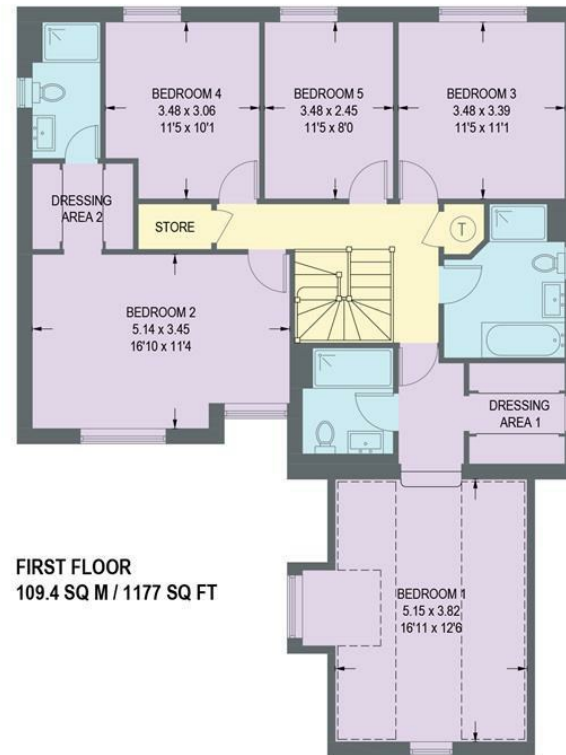 BEDROOM 4
3.48 x 3.06
11'5 x 10'1
BEDROOM 5
3.48 x 2.45
11'5 x 8'0
BEDROOM 3
3.48 x 3.39
11'5 x 11'1
DRESSING
AREA 2
STORE
T
BEDROOM 2
5.14 x 3.45
16'10 x 11'4
DRESSING
AREA 1
FIRST FLOOR
109.4 SQ M / 1177 SQ FT
BEDROOM 1
5.15 x 3.82
16'11 x 12'6